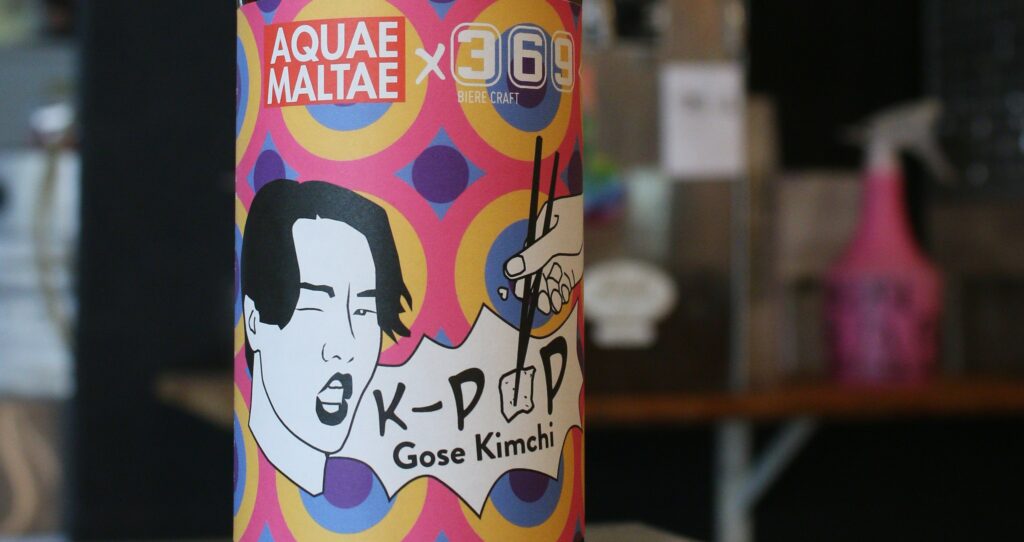 AQUAE
MALTAE
x
369
BIERE CRAFT
K-POP
Gose Kimchi